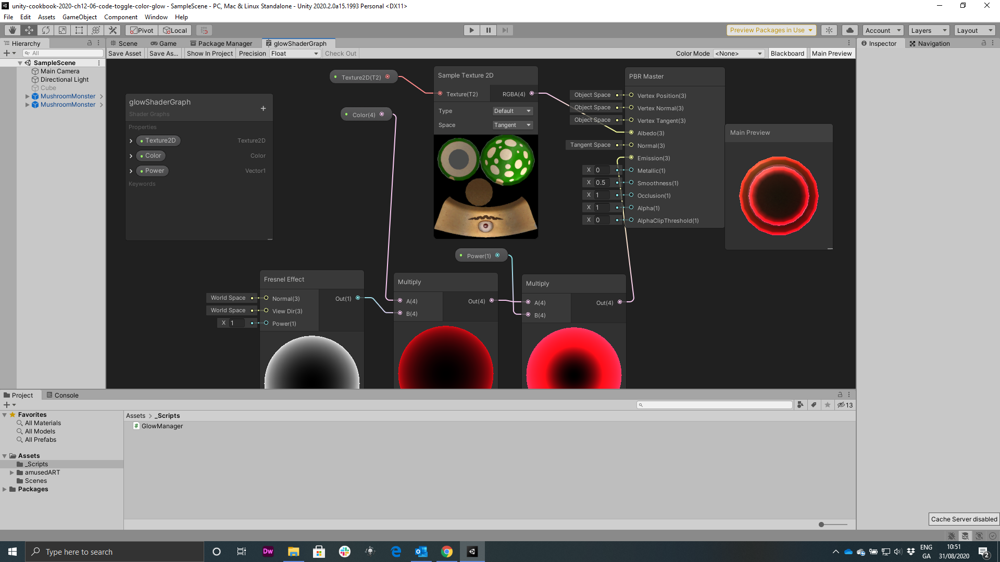 unity-cookbook-2020-ch12-06-code-toggle-color-glow - SampleScene - PC, Mac & Linux Standalone - Unity 2020.2.0a15.1993 Personal <DX11>
File Edit Assets GameObject Component Window Help
Pivot Local Preview Packages in Use Account Layers Layout
Hierarchy Scene Game Package Manager glowShaderGraph Inspector Navigation
All Save Asset Save As... Show In Project Precision Float Check Out Color Mode <None> Blackboard Main Preview
SampleScene
Main Camera
Directional Light
Cube
MushroomMonster
MushroomMonster
glowShaderGraph
Shader Graphs
Properties
Texture2D Texture2D
Color Color
Power Vector1
Keywords
Texture2D(T2)
Color(4)
Sample Texture 2D
Texture(T2) RGBA(4)
Type Default
Space Tangent
PBR Master
Object Space Vertex Position(3)
Object Space Vertex Normal(3)
Object Space Vertex Tangent(3)
Albedo(3)
Tangent Space Normal(3)
Emission(3)
X 0 Metallic(1)
X 0.5 Smoothness(1)
X 1 Occlusion(1)
X 1 Alpha(1)
X 0 AlphaClipThreshold(1)
Main Preview
Power(1)
Fresnel Effect
World Space Normal(3) Out(1)
World Space View Dir(3)
X 1 Power(1)
Multiply
A(4) Out(4)
B(4)
Multiply
A(4) Out(4)
B(4)
Project Console
13
Favorites
All Materials
All Models
All Prefabs
Assets
_Scripts
amusedART
Scenes
Packages
Assets > _Scripts
GlowManager
Cache Server disabled
Type here to search
Dw
ENG
GA
10:51
31/08/2020
2